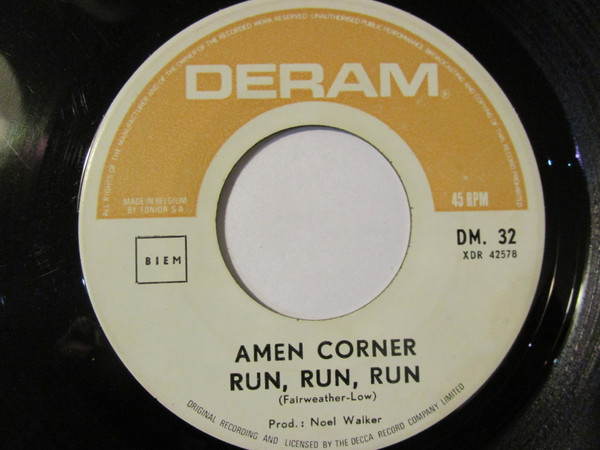 ALL RIGHTS OF THE MANUFACTURER AND OF THE OWNER OF THE RECORDED WORK RESERVED · UNAUTHORISED PUBLIC PERFORMANCE BROADCASTING AND COPYING OF THIS RECORD PROHIBITED
DERAM®
MADE IN BELGIUM
BY FONIOR S.A.
45 RPM
BIEM
DM. 32
XDR 42578
AMEN CORNER
RUN, RUN, RUN
(Fairweather-Low)
Prod.: Noel Walker
ORIGINAL RECORDING AND LICENSED BY THE DECCA RECORD COMPANY LIMITED